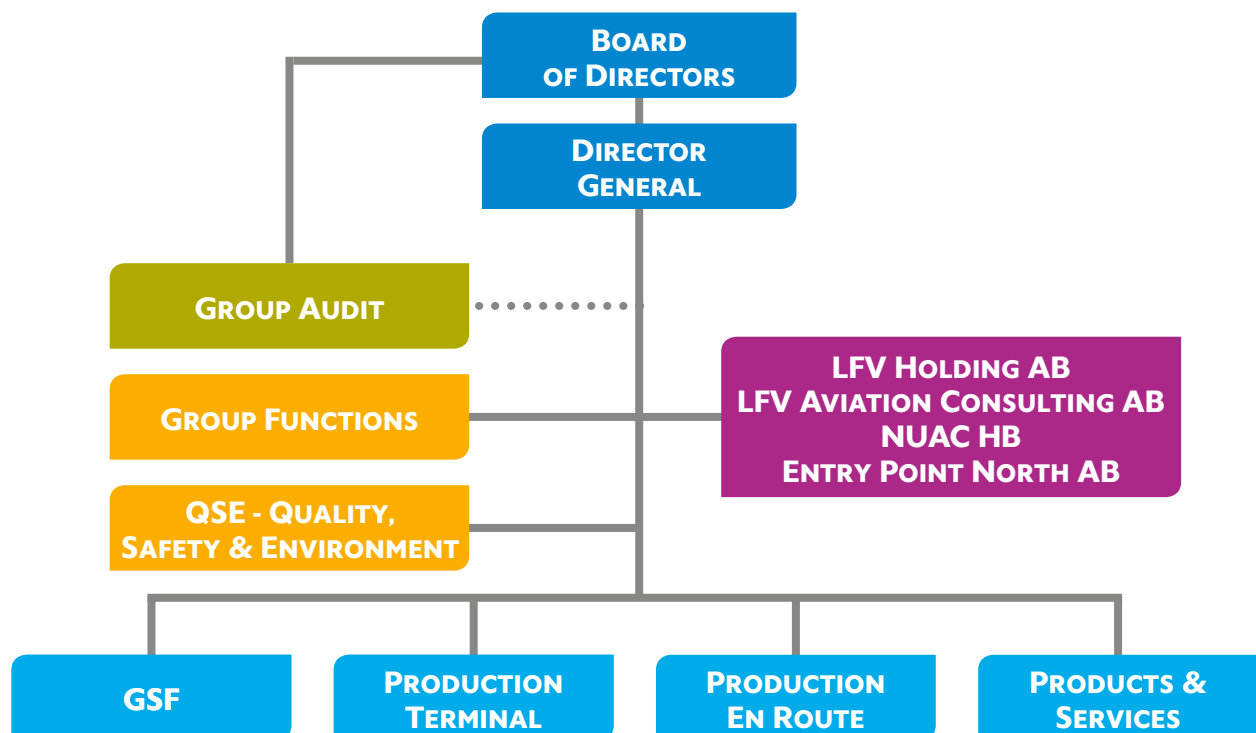 BOARD
OF DIRECTORS
DIRECTOR
GENERAL
GROUP AUDIT
GROUP FUNCTIONS
LFV HOLDING AB
LFV AVIATION CONSULTING AB
NUAC HB
ENTRY POINT NORTH AB
QSE - QUALITY,
SAFETY & ENVIRONMENT
GSF
PRODUCTION
TERMINAL
PRODUCTION
EN ROUTE
PRODUCTS &
SERVICES